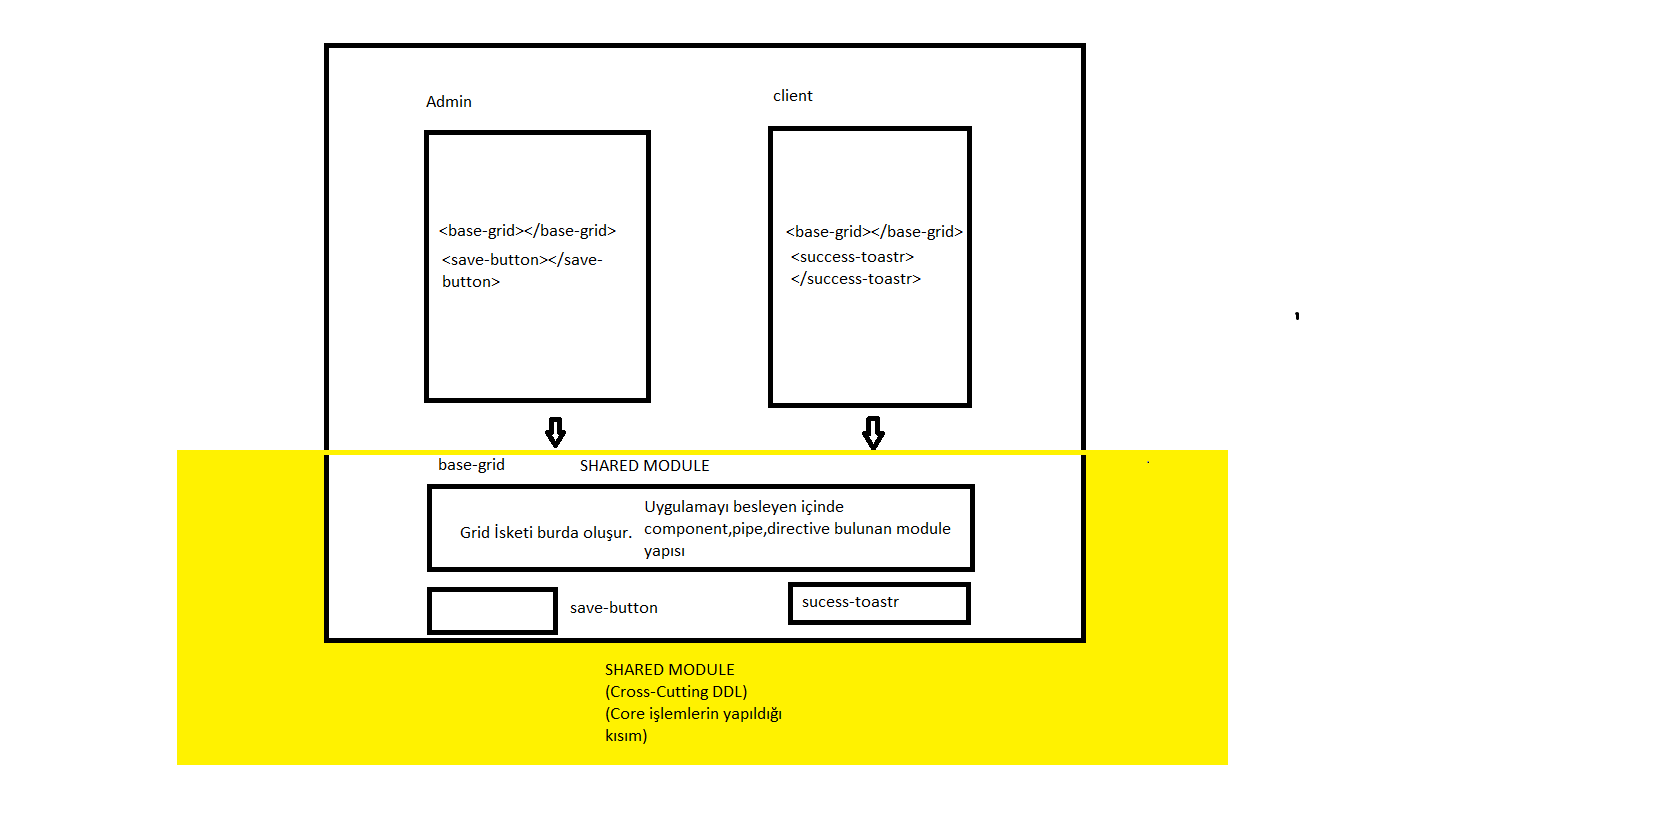 Admin
client
<base-grid></base-grid>
<save-button></save-
button>
<base-grid></base-grid>
<success-toastr>
</success-toastr>
base-grid
SHARED MODULE
Grid İsketi burda oluşur.
Uygulamayı besleyen içinde
component,pipe,directive bulunan module
yapısı
save-button
sucess-toastr
SHARED MODULE
(Cross-Cutting DDL)
(Core işlemlerin yapıldığı
kısım)